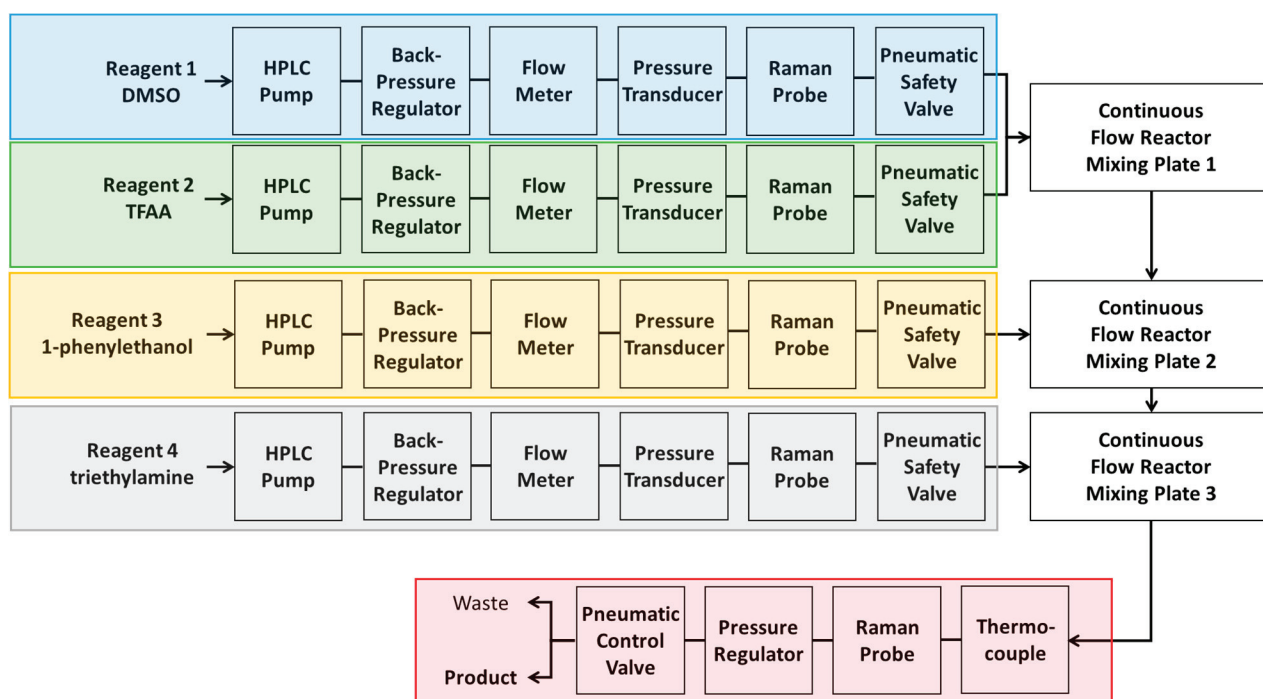 Reagent 1
DMSO
HPLC
Pump
Back-
Pressure
Regulator
Flow
Meter
Pressure
Transducer
Raman
Probe
Pneumatic
Safety
Valve
Continuous
Flow Reactor
Mixing Plate 1
Reagent 2
TFAA
HPLC
Pump
Back-
Pressure
Regulator
Flow
Meter
Pressure
Transducer
Raman
Probe
Pneumatic
Safety
Valve
Reagent 3
1-phenylethanol
HPLC
Pump
Back-
Pressure
Regulator
Flow
Meter
Pressure
Transducer
Raman
Probe
Pneumatic
Safety
Valve
Continuous
Flow Reactor
Mixing Plate 2
Reagent 4
triethylamine
HPLC
Pump
Back-
Pressure
Regulator
Flow
Meter
Pressure
Transducer
Raman
Probe
Pneumatic
Safety
Valve
Continuous
Flow Reactor
Mixing Plate 3
Waste
Product
Pneumatic
Control
Valve
Pressure
Regulator
Raman
Probe
Thermo-
couple